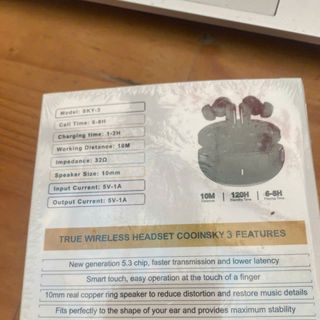 Model: SKY-3
Call Time: 6-8H
Charging time: 1-2H
Working Distance: 10M
Impedance: 32Ω
Speaker Size: 10mm
Input Current: 5V-1A
Output Current: 5V-1A
10M
120H
6-8H
TRUE WIRELESS HEADSET COOINSKY 3 FEATURES
New generation 5.3 chip, faster transmission and lower latency
Smart touch, easy operation at the touch of a finger
10mm real copper ring speaker to reduce distortion and restore music details
Fits perfectly to the shape of your ear and provides maximum stability